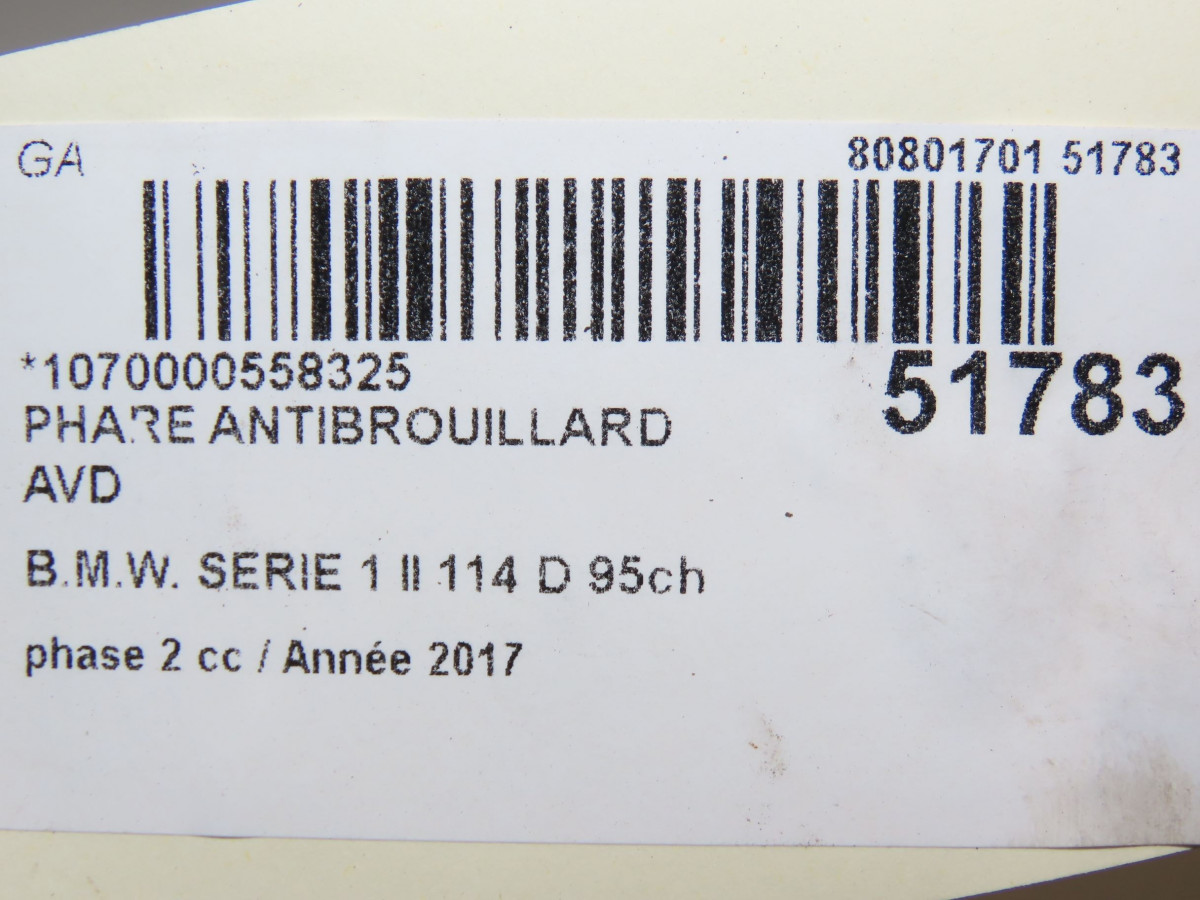 GA
80801701 51783
*1070000558325
51783
PHARE ANTIBROUILLARD
AVD
B.M.W. SERIE 1 II 114 D 95ch
phase 2 cc / Année 2017